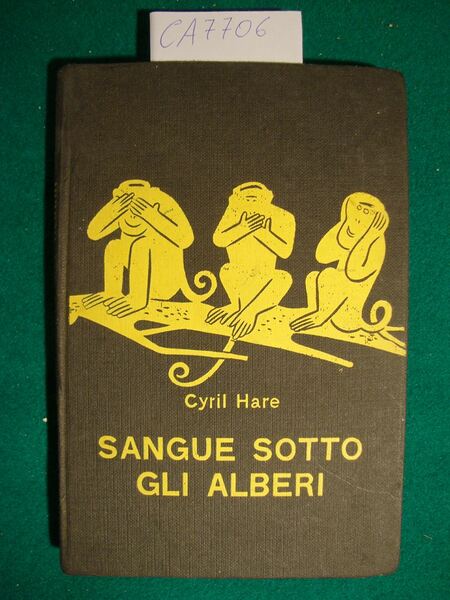 CA7706
Cyril Hare
SANGUE SOTTO
GLI ALBERI